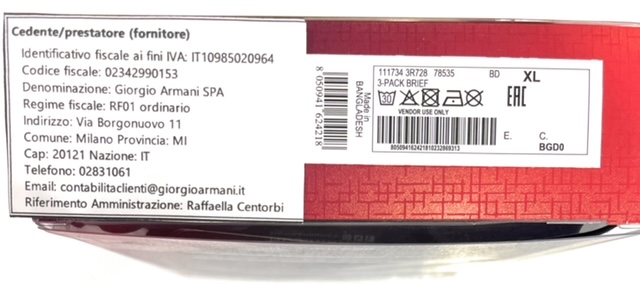 Cedente/prestatore (fornitore)
Identificativo fiscale ai fini IVA: IT10985020964
Codice fiscale: 02342990153
Denominazione: Giorgio Armani SPA
Regime fiscale: RF01 ordinario
Indirizzo: Via Borgonuovo 11
Comune: Milano Provincia: MI
Cap: 20121 Nazione: IT
Telefono: 02831061
Email: contabilitaclienti@giorgioarmani.it
Riferimento Amministrazione: Raffaella Centorbi
8 050941 624218
Made in
BANGLADESH
111734 3R728 78535 BD XL
3-PACK BRIEF
30
EAC
VENDOR USE ONLY
E. C.
BGD0
805094162421810232869313